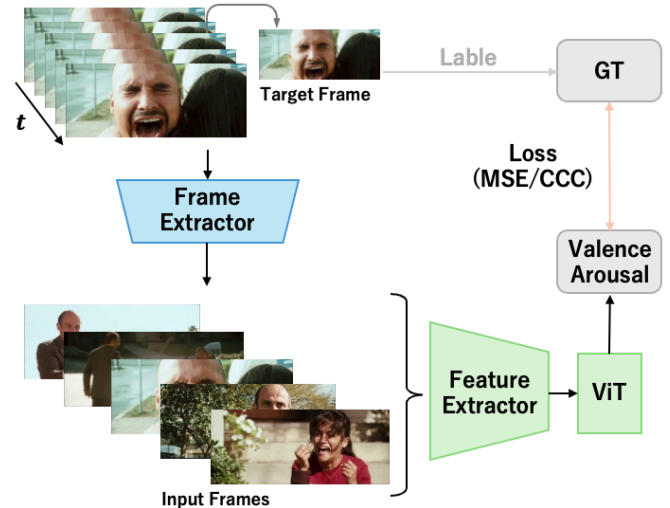 Target Frame
Lable
GT
t
Loss
(MSE/CCC)
Frame
Extractor
Valence
Arousal
Feature
Extractor
ViT
Input Frames